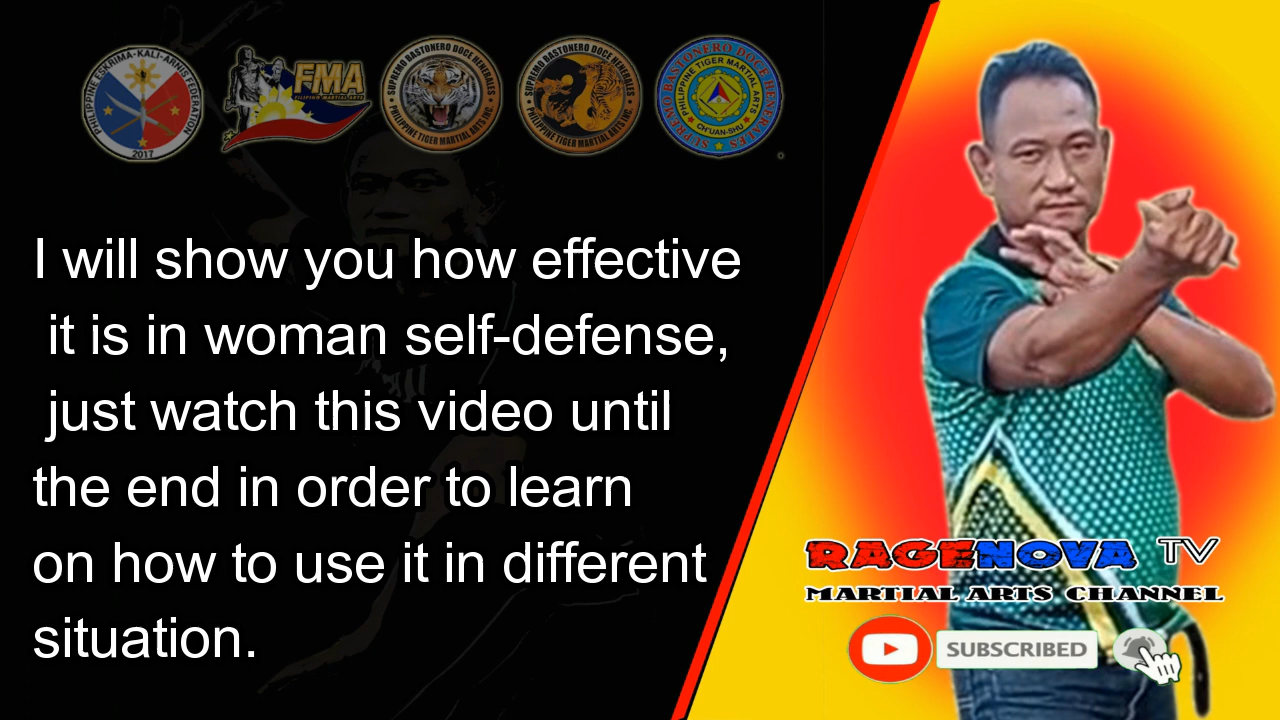 PHILIPPINE ESKRIMA-KALI-ARNIS FEDERATION
2017
FMA
FILIPINO MARTIAL ARTS
SUPREMO BASTONERO DOCE HENERALES
PHILIPPINE TIGER MARTIAL ARTS INC.
SUPREMO BASTONERO DOCE HENERALES
PHILIPPINE TIGER MARTIAL ARTS INC.
SUPREMO BASTONERO DOCE HENERALES
PHILIPPINE TIGER MARTIAL ARTS
CH'UAN-SHU
I will show you how effective
it is in woman self-defense,
just watch this video until
the end in order to learn
on how to use it in different
situation.
RAGENOVA TV
MARTIAL ARTS CHANNEL
SUBSCRIBED